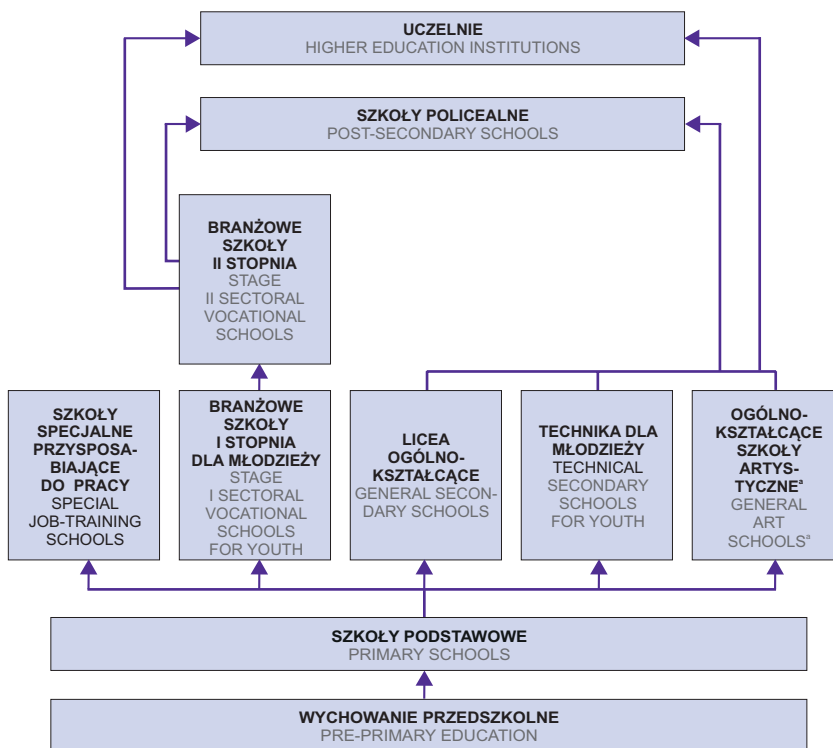 UCZELNIE
HIGHER EDUCATION INSTITUTIONS
SZKOŁY POLICEALNE
POST-SECONDARY SCHOOLS
BRANŻOWE
SZKOŁY
II STOPNIA
STAGE
II SECTORAL
VOCATIONAL
SCHOOLS
SZKOŁY
SPECJALNE
PRZYSPOSA-
BIAJĄCE
DO PRACY
SPECIAL
JOB-TRAINING
SCHOOLS
BRANŻOWE
SZKOŁY
I STOPNIA
DLA MŁODZIEŻY
STAGE
I SECTORAL
VOCATIONAL
SCHOOLS
FOR YOUTH
LICEA
OGÓLNO-
KSZTAŁCĄCE
GENERAL SECON-
DARY SCHOOLS
TECHNIKA DLA
MŁODZIEŻY
TECHNICAL
SECONDARY
SCHOOLS
FOR YOUTH
OGÓLNO-
KSZTAŁCĄCE
SZKOŁY
ARTYS-
TYCZNEª
GENERAL
ART
SCHOOLSª
SZKOŁY PODSTAWOWE
PRIMARY SCHOOLS
WYCHOWANIE PRZEDSZKOLNE
PRE-PRIMARY EDUCATION